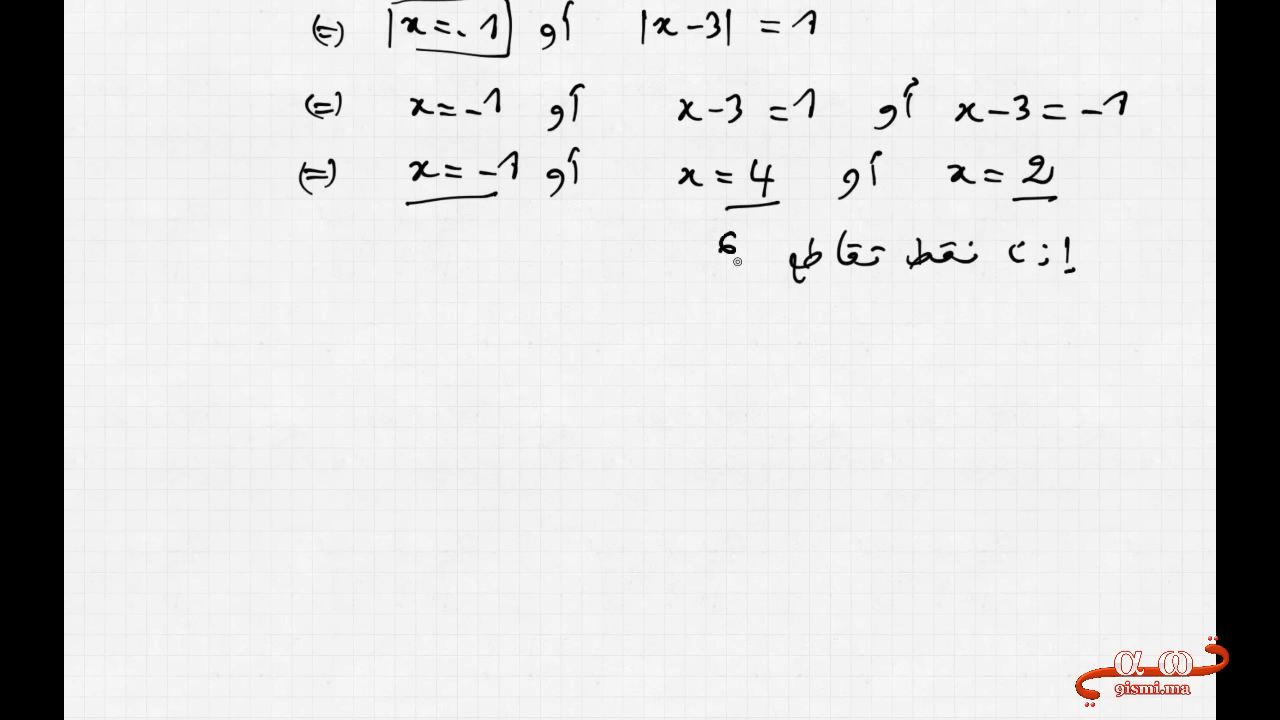 (=) x = -1 أو |x - 3| = 1
(=) x = -1 أو x - 3 = 1 أو x - 3 = -1
(=) x = -1 أو x = 4 أو x = 2
إذن نقط تقاطع
9ismi.ma